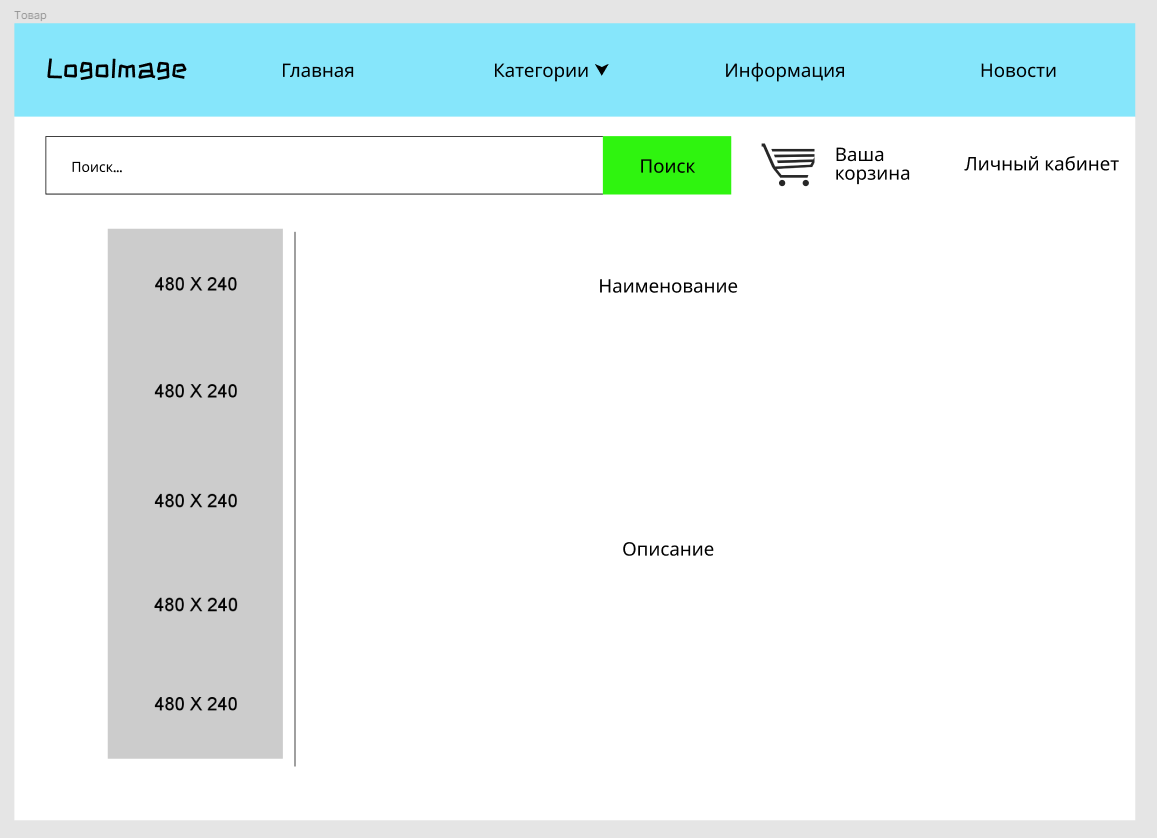 Товар
LogoImage
Главная
Категории
Информация
Новости
Поиск...
Поиск
Ваша
корзина
Личный кабинет
480 X 240
480 X 240
480 X 240
480 X 240
480 X 240
Наименование
Описание